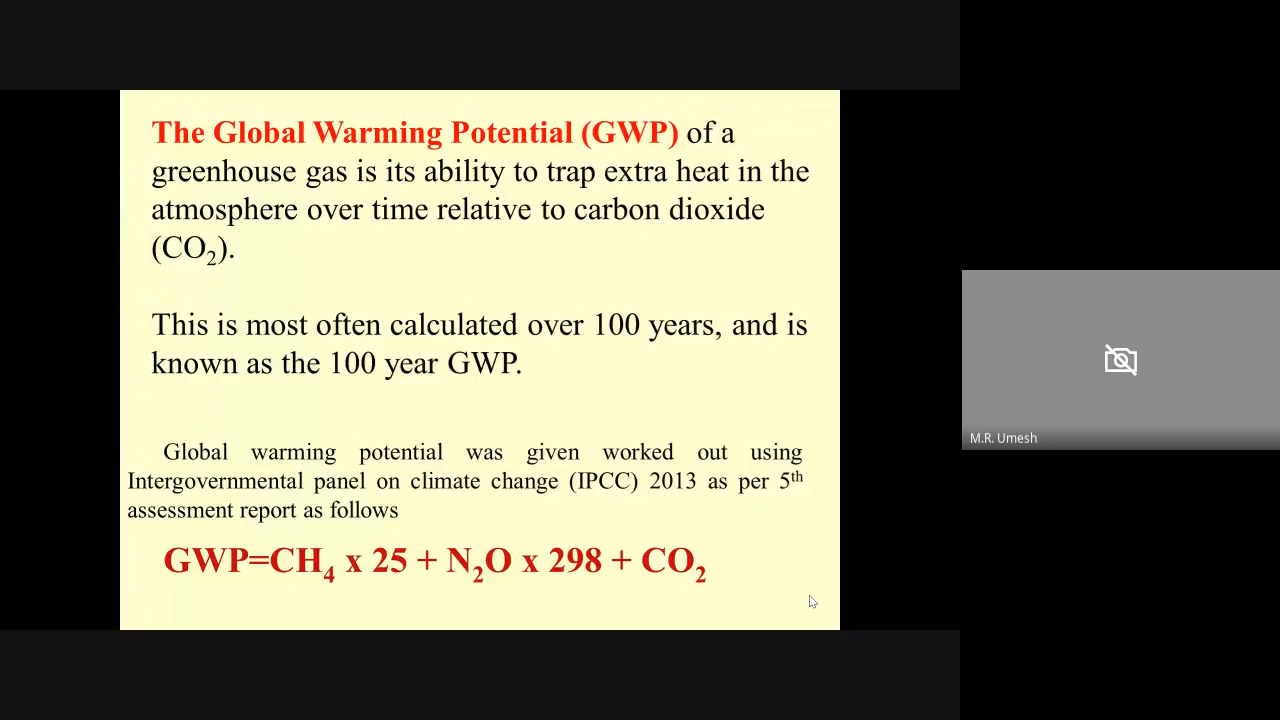 The Global Warming Potential (GWP) of a
greenhouse gas is its ability to trap extra heat in the
atmosphere over time relative to carbon dioxide
(CO₂).
This is most often calculated over 100 years, and is
known as the 100 year GWP.
Global warming potential was given worked out using
Intergovernmental panel on climate change (IPCC) 2013 as per 5th
assessment report as follows
GWP=CH₄ x 25 + N₂O x 298 + CO₂
M.R. Umesh